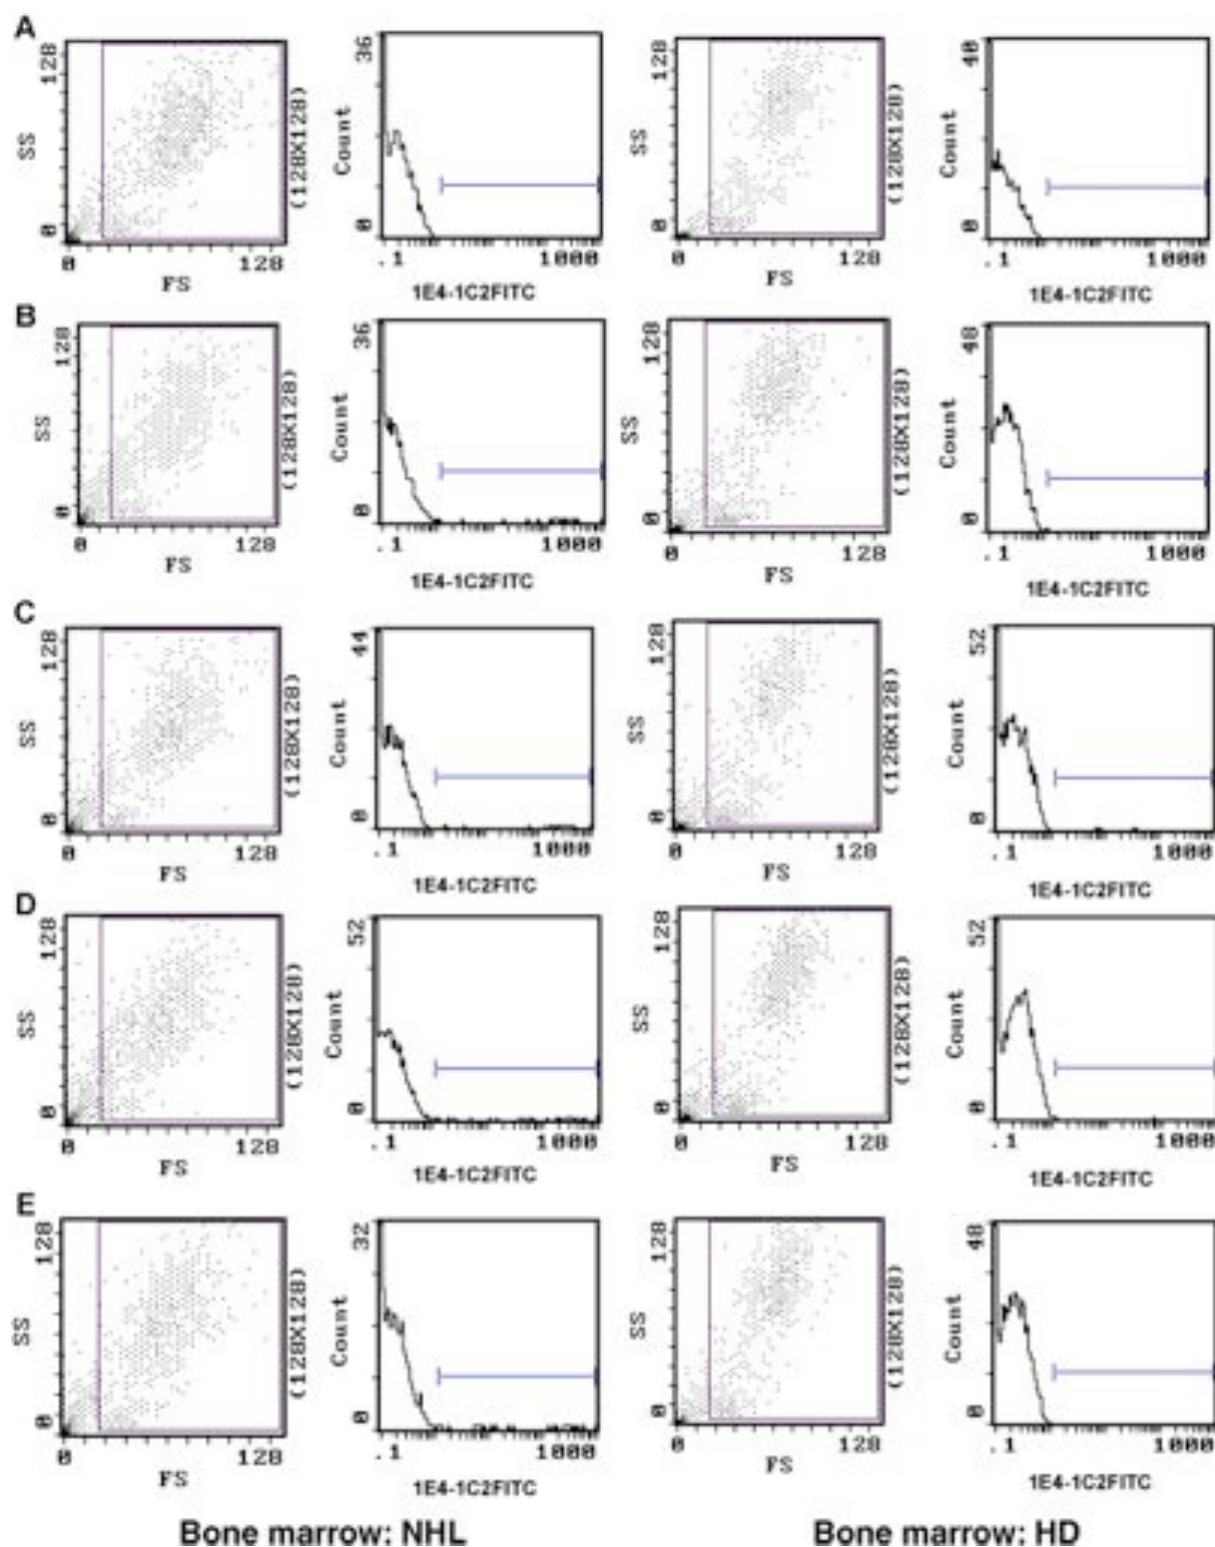 A
128
SS
0
0
128
FS
(128X128)
36
Count
0
.1
1000
1E4-1C2FITC
128
SS
0
0
128
FS
(128X128)
40
Count
0
.1
1000
1E4-1C2FITC
B
128
SS
0
0
128
FS
(128X128)
36
Count
0
.1
1000
1E4-1C2FITC
128
SS
0
0
128
FS
(128X128)
48
Count
0
.1
1000
1E4-1C2FITC
C
128
SS
0
0
128
FS
(128X128)
44
Count
0
.1
1000
1E4-1C2FITC
128
SS
0
0
128
FS
(128X128)
52
Count
0
.1
1000
1E4-1C2FITC
D
128
SS
0
0
128
FS
(128X128)
52
Count
0
.1
1000
1E4-1C2FITC
128
SS
0
0
128
FS
(128X128)
52
Count
0
.1
1000
1E4-1C2FITC
E
128
SS
0
0
128
FS
(128X128)
32
Count
0
.1
1000
1E4-1C2FITC
128
SS
0
0
128
FS
(128X128)
48
Count
0
.1
1000
1E4-1C2FITC
Bone marrow: NHL
Bone marrow: HD